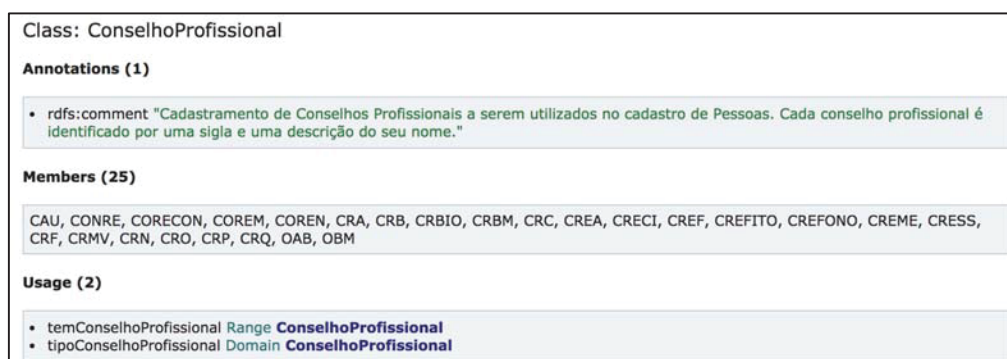 Class: ConselhoProfissional
Annotations (1)
• rdfs:comment "Cadastramento de Conselhos Profissionais a serem utilizados no cadastro de Pessoas. Cada conselho profissional é
identificado por uma sigla e uma descrição do seu nome."
Members (25)
CAU, CONRE, CORECON, COREM, COREN, CRA, CRB, CRBIO, CRBM, CRC, CREA, CRECI, CREF, CREFITO, CREFONO, CREME, CRESS,
CRF, CRMV, CRN, CRO, CRP, CRQ, OAB, OBM
Usage (2)
• temConselhoProfissional Range ConselhoProfissional
• tipoConselhoProfissional Domain ConselhoProfissional